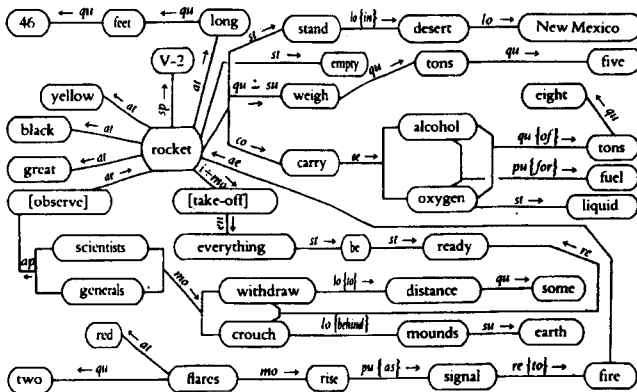 46 ← qu feet ← qu long st → stand lo {in} → desert lo → New Mexico
V-2 sp → at → st → empty
qu ÷ su → weigh qu → tons qu → five
yellow ← at
black ← at rocket
great ← at
co → carry ae → alcohol oxygen
qu {of} → tons qu → eight
pu {for} → fuel
st → liquid
[observe] ae → ← ae i+mo → [take-off]
en → everything st → be st → ready ← re
ap ← scientists generals mo →
withdraw lo {to} → distance qu → some
crouch lo {behind} → mounds su → earth
red ← at
two ← qu flares mo → rise pu {as} → signal re {to} → fire